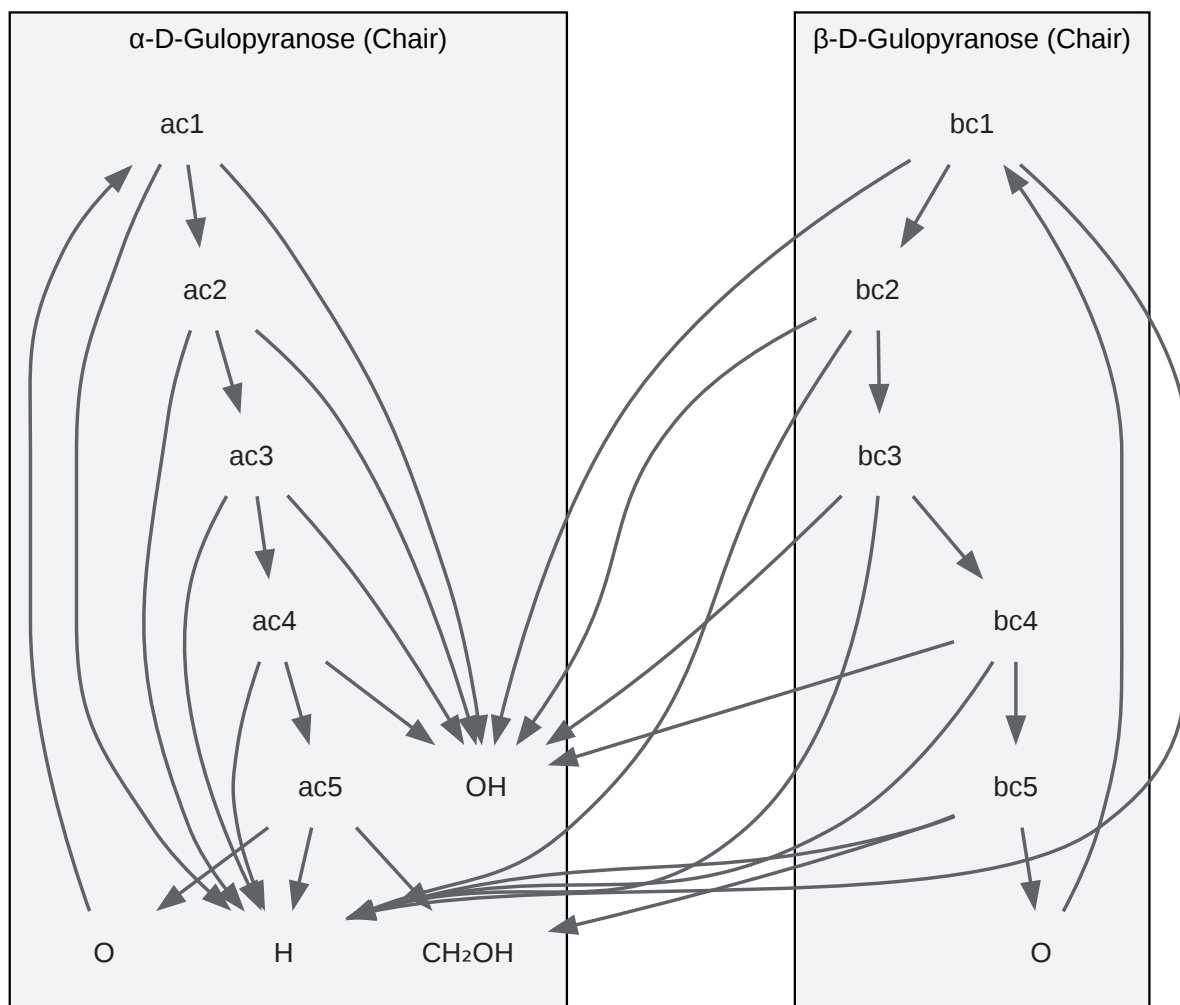 α-D-Gulopyranose (Chair)
β-D-Gulopyranose (Chair)
ac1
bc1
ac2
bc2
ac3
bc3
ac4
bc4
ac5
OH
bc5
O
H
CH₂OH
O